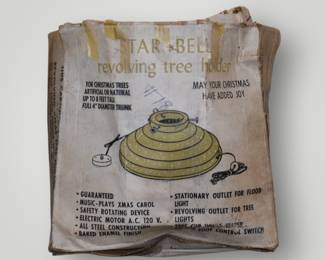 STAR BELL
revolving tree holder
FOR CHRISTMAS TREES
ARTIFICIAL OR NATURAL
UP TO 8 FEET TALL
FULL 4" DIAMETER TRUNK
MAY YOUR CHRISTMAS
HAVE ADDED JOY
• GUARANTEED
• MUSIC-PLAYS XMAS CAROL
• SAFETY ROTATING DEVICE
• ELECTRIC MOTOR A.C. 120 V.
• ALL STEEL CONSTRUCTION
• BAKED ENAMEL FINISH
• STATIONARY OUTLET FOR FLOOD
LIGHT
• REVOLVING OUTLET FOR TREE
LIGHTS
CONTROL SWITCH